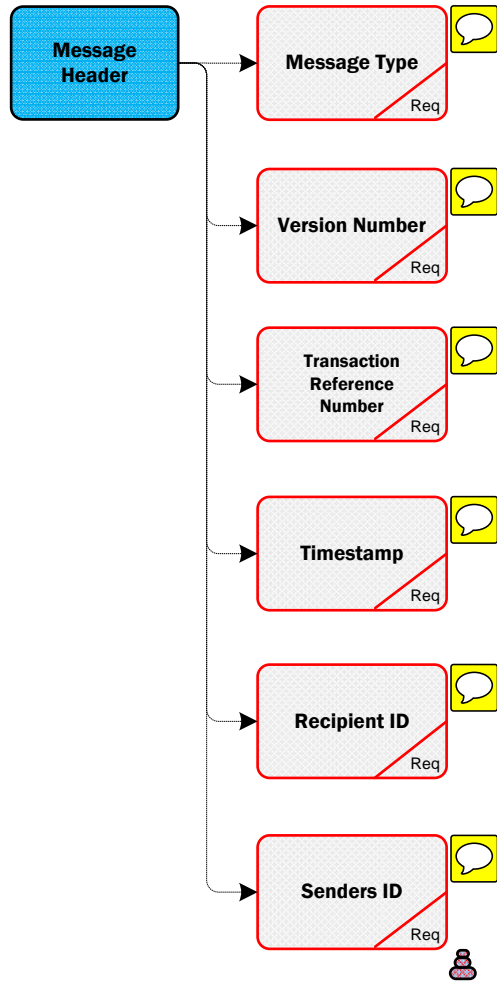 Message
Header
Message Type
Req
Version Number
Req
Transaction
Reference
Number
Req
Timestamp
Req
Recipient ID
Req
Senders ID
Req